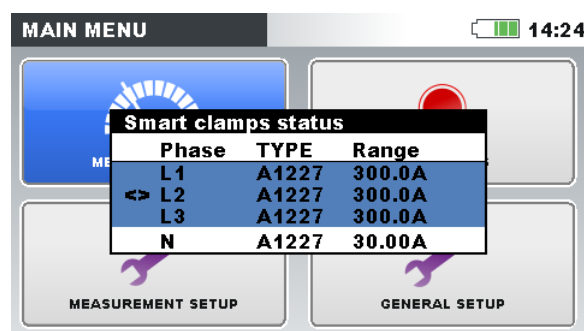 MAIN MENU 14:24
Smart clamps status
Phase TYPE Range
L1 A1227 300.0A
<> L2 A1227 300.0A
L3 A1227 300.0A
N A1227 30.00A
MEASUREMENT SETUP GENERAL SETUP